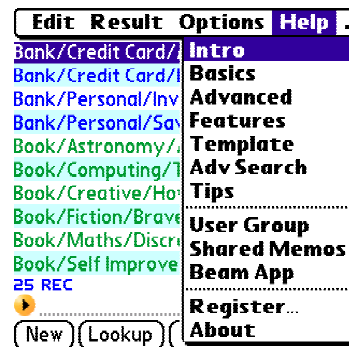 Edit Result Options Help
Bank/Credit Card/
Bank/Credit Card/
Bank/Personal/Inv
Bank/Personal/Sav
Book/Astronomy/
Book/Computing/
Book/Creative/Ho
Book/Fiction/Brave
Book/Maths/Discr
Book/Self Improve
25 REC
New Lookup
Intro
Basics
Advanced
Features
Template
Adv Search
Tips
User Group
Shared Memos
Beam App
Register...
About